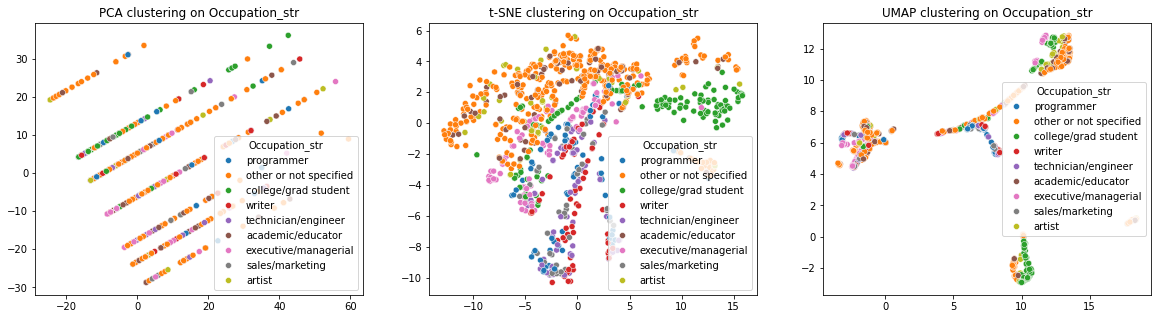 PCA clustering on Occupation_str
30
20
10
0
−10
−20
−30
−20
0
20
40
60
Occupation_str
programmer
other or not specified
college/grad student
writer
technician/engineer
academic/educator
executive/managerial
sales/marketing
artist
t-SNE clustering on Occupation_str
6
4
2
0
−2
−4
−6
−8
−10
−10
−5
0
5
10
15
Occupation_str
programmer
other or not specified
college/grad student
writer
technician/engineer
academic/educator
executive/managerial
sales/marketing
artist
UMAP clustering on Occupation_str
12
10
8
6
4
2
0
−2
0
5
10
15
Occupation_str
programmer
other or not specified
college/grad student
writer
technician/engineer
academic/educator
executive/managerial
sales/marketing
artist